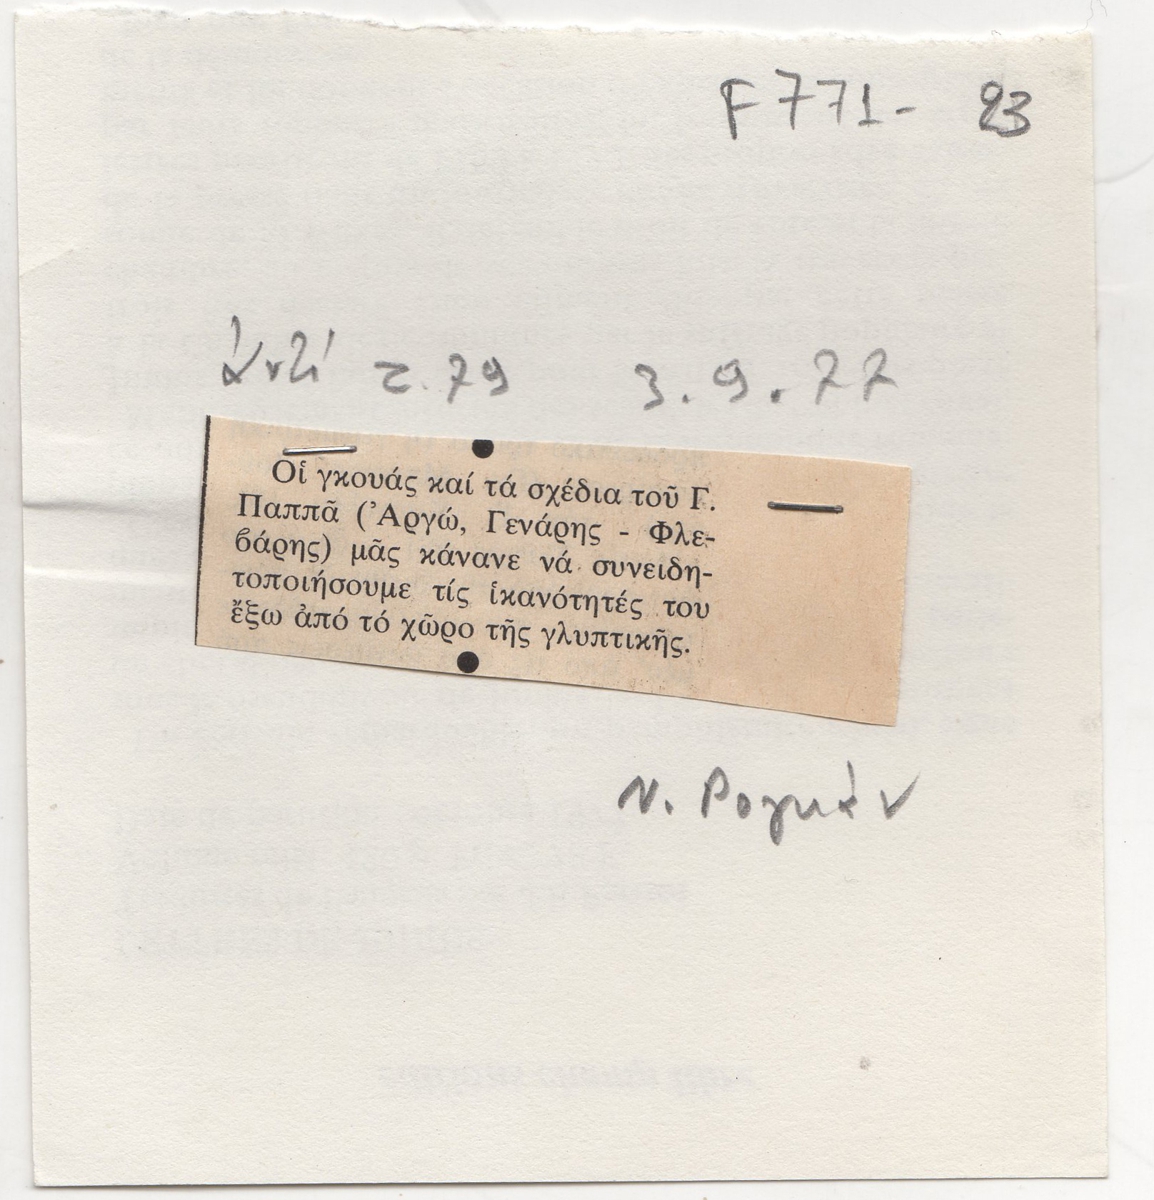 F771- 23
Ἀντί τ. 79 3.9.77
Οἱ γκουάς καί τά σχέδια τοῦ Γ.
Παππᾶ (Ἀργώ, Γενάρης - Φλε-
βάρης) μᾶς κάνανε νά συνειδη-
τοποιήσουμε τίς ἱκανότητές του
ἔξω ἀπό τό χῶρο τῆς γλυπτικῆς.
Ν. Ρογκάν